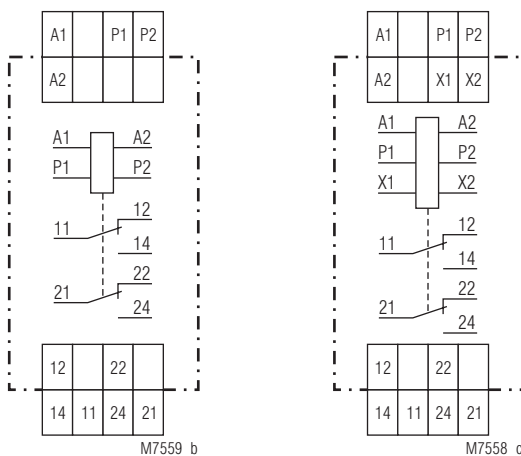 A1 P1 P2
A2
A1 A2
P1 P2
12
11
14
22
21
24
12 22
14 11 24 21
M7559 b
A1 P1 P2
A2 X1 X2
A1 A2
P1 P2
X1 X2
12
11
14
22
21
24
12 22
14 11 24 21